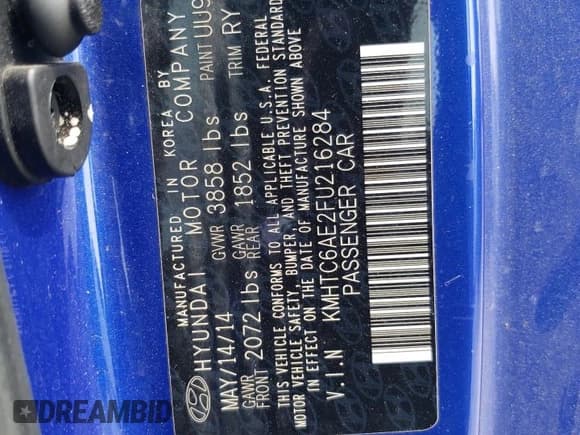 MANUFACTURED IN KOREA BY
HYUNDAI MOTOR COMPANY
MAY/14/14 GVWR 3858 lbs PAINT UU9
GAWR FRONT 2072 lbs GAWR REAR 1852 lbs TRIM RY
THIS VEHICLE CONFORMS TO ALL APPLICABLE U.S.A. FEDERAL
MOTOR VEHICLE SAFETY, BUMPER, AND THEFT PREVENTION STANDARDS
IN EFFECT ON THE DATE OF MANUFACTURE SHOWN ABOVE
V.I.N KMHTC6AE2FU216284
PASSENGER CAR
DREAMBID